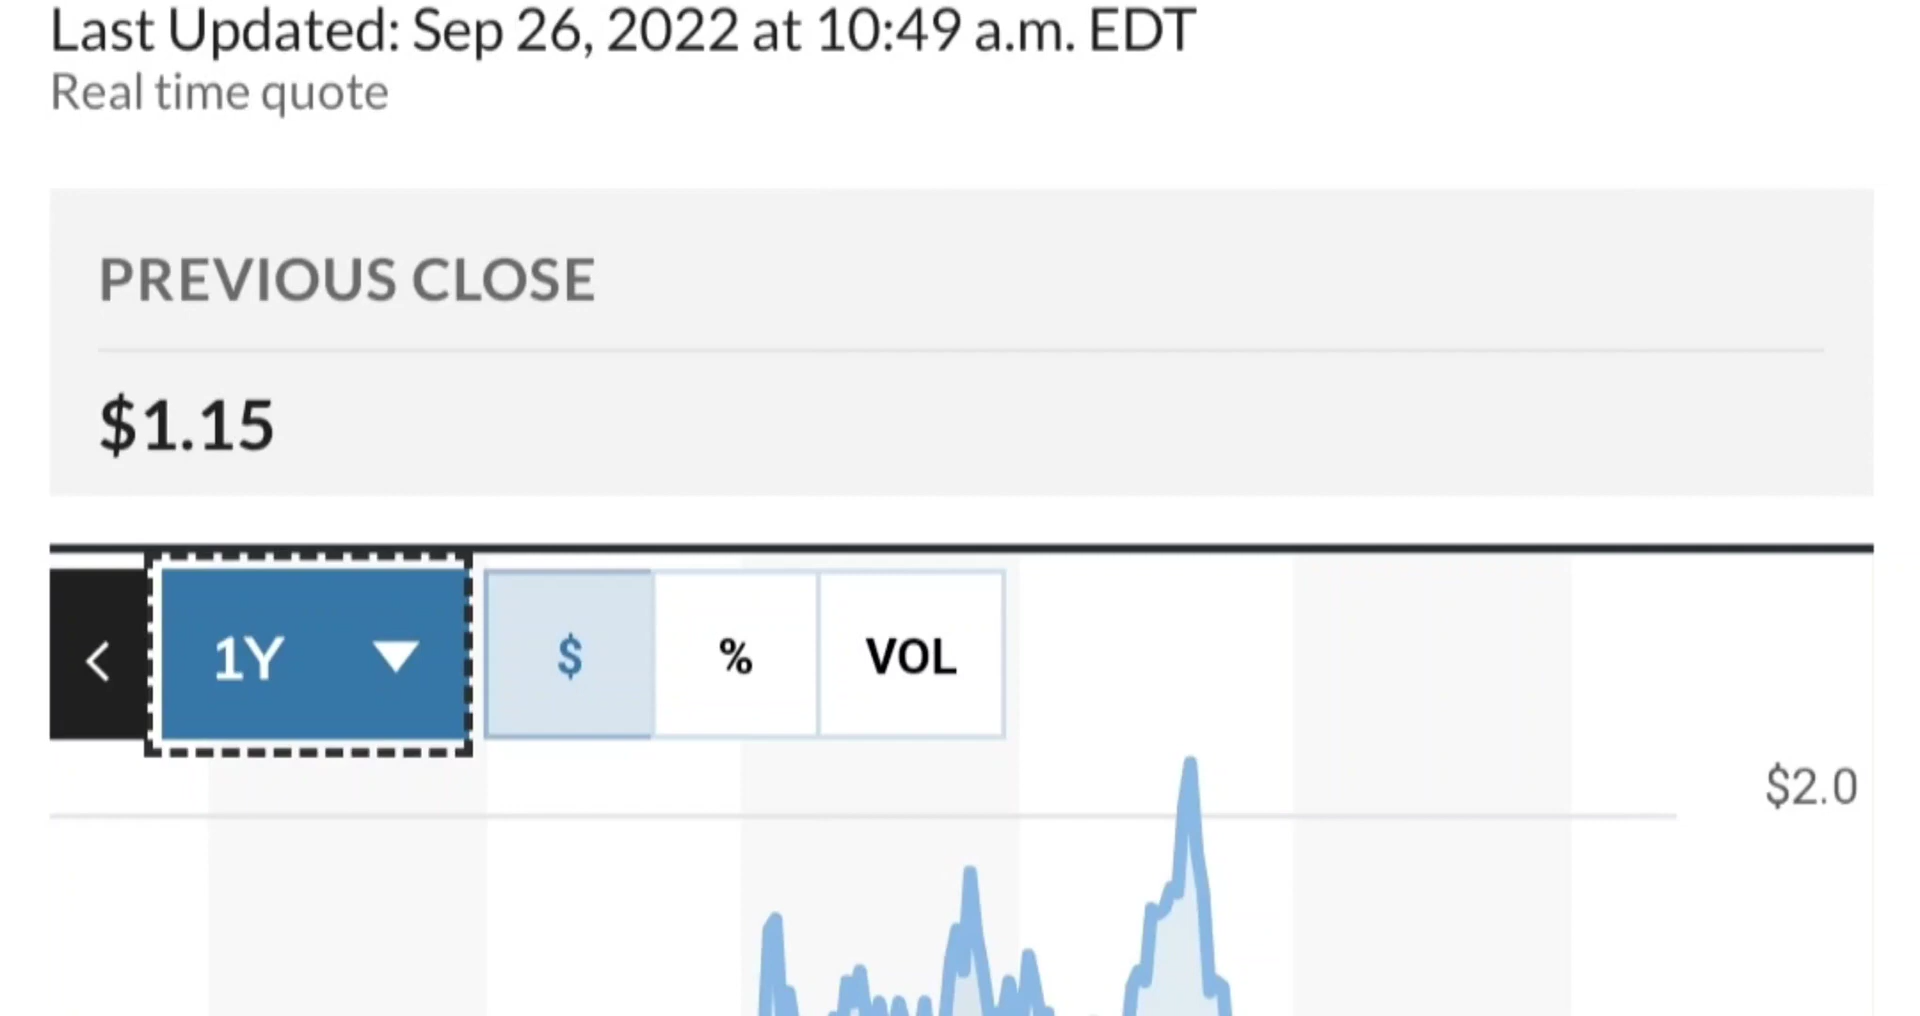 Last Updated: Sep 26, 2022 at 10:49 a.m. EDT
Real time quote
PREVIOUS CLOSE
$1.15
1Y $ % VOL
$2.0